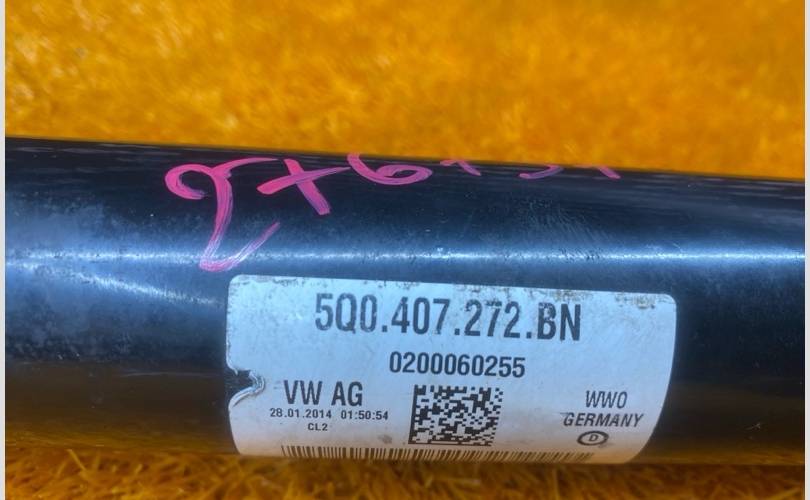 5Q0.407.272.BN
0200060255
VW AG
28.01.2014 01:50:54
CL2
WWO
GERMANY
D